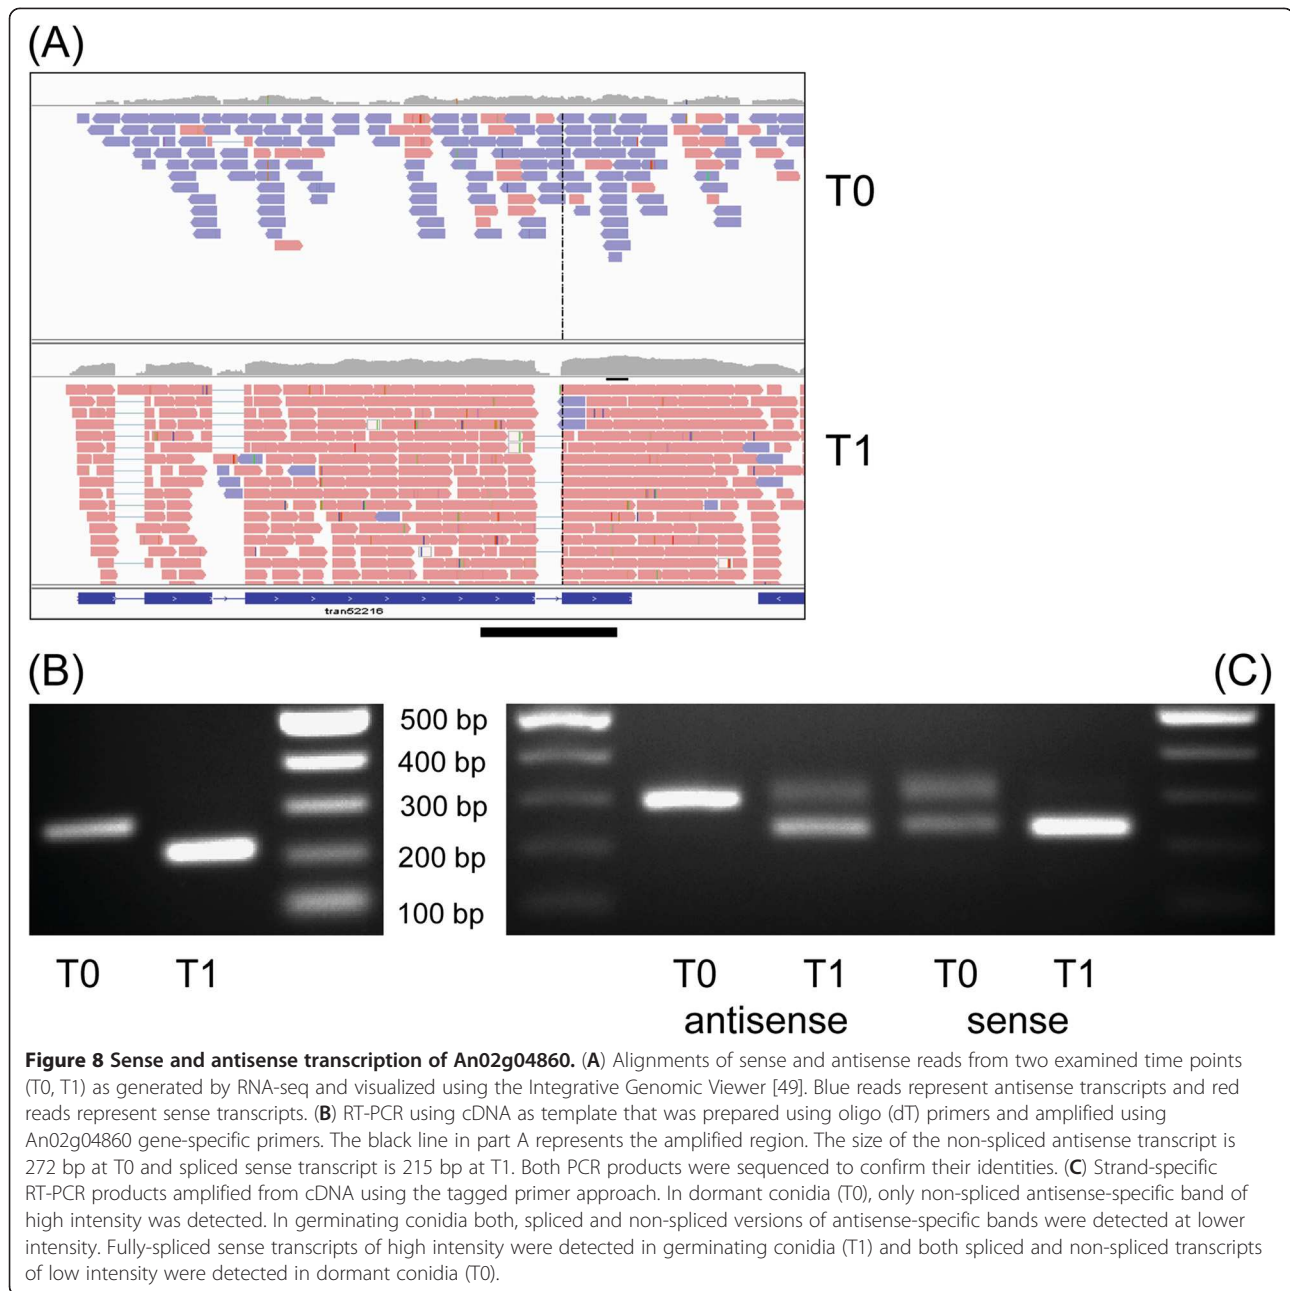 (A)
T0
T1
tran52216
(B)
(C)
500 bp
400 bp
300 bp
200 bp
100 bp
T0
T1
T0
T1
T0
T1
antisense
sense
Figure 8 Sense and antisense transcription of An02g04860. (A) Alignments of sense and antisense reads from two examined time points
(T0, T1) as generated by RNA-seq and visualized using the Integrative Genomic Viewer [49]. Blue reads represent antisense transcripts and red
reads represent sense transcripts. (B) RT-PCR using cDNA as template that was prepared using oligo (dT) primers and amplified using
An02g04860 gene-specific primers. The black line in part A represents the amplified region. The size of the non-spliced antisense transcript is
272 bp at T0 and spliced sense transcript is 215 bp at T1. Both PCR products were sequenced to confirm their identities. (C) Strand-specific
RT-PCR products amplified from cDNA using the tagged primer approach. In dormant conidia (T0), only non-spliced antisense-specific band of
high intensity was detected. In germinating conidia both, spliced and non-spliced versions of antisense-specific bands were detected at lower
intensity. Fully-spliced sense transcripts of high intensity were detected in germinating conidia (T1) and both spliced and non-spliced transcripts
of low intensity were detected in dormant conidia (T0).